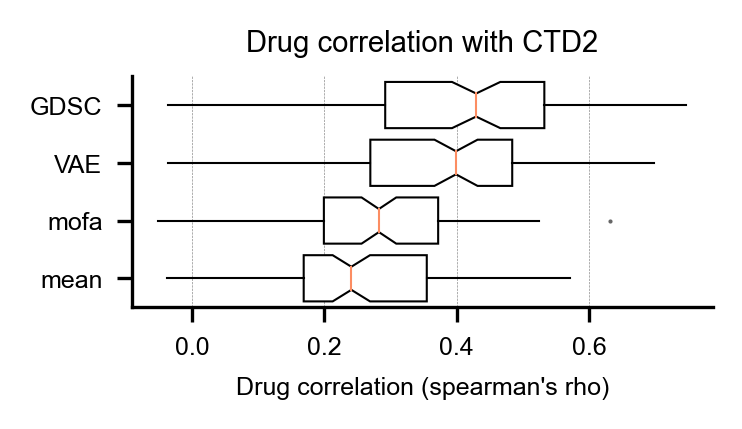 Drug correlation with CTD2
GDSC
VAE
mofa
mean
0.0 0.2 0.4 0.6
Drug correlation (spearman's rho)